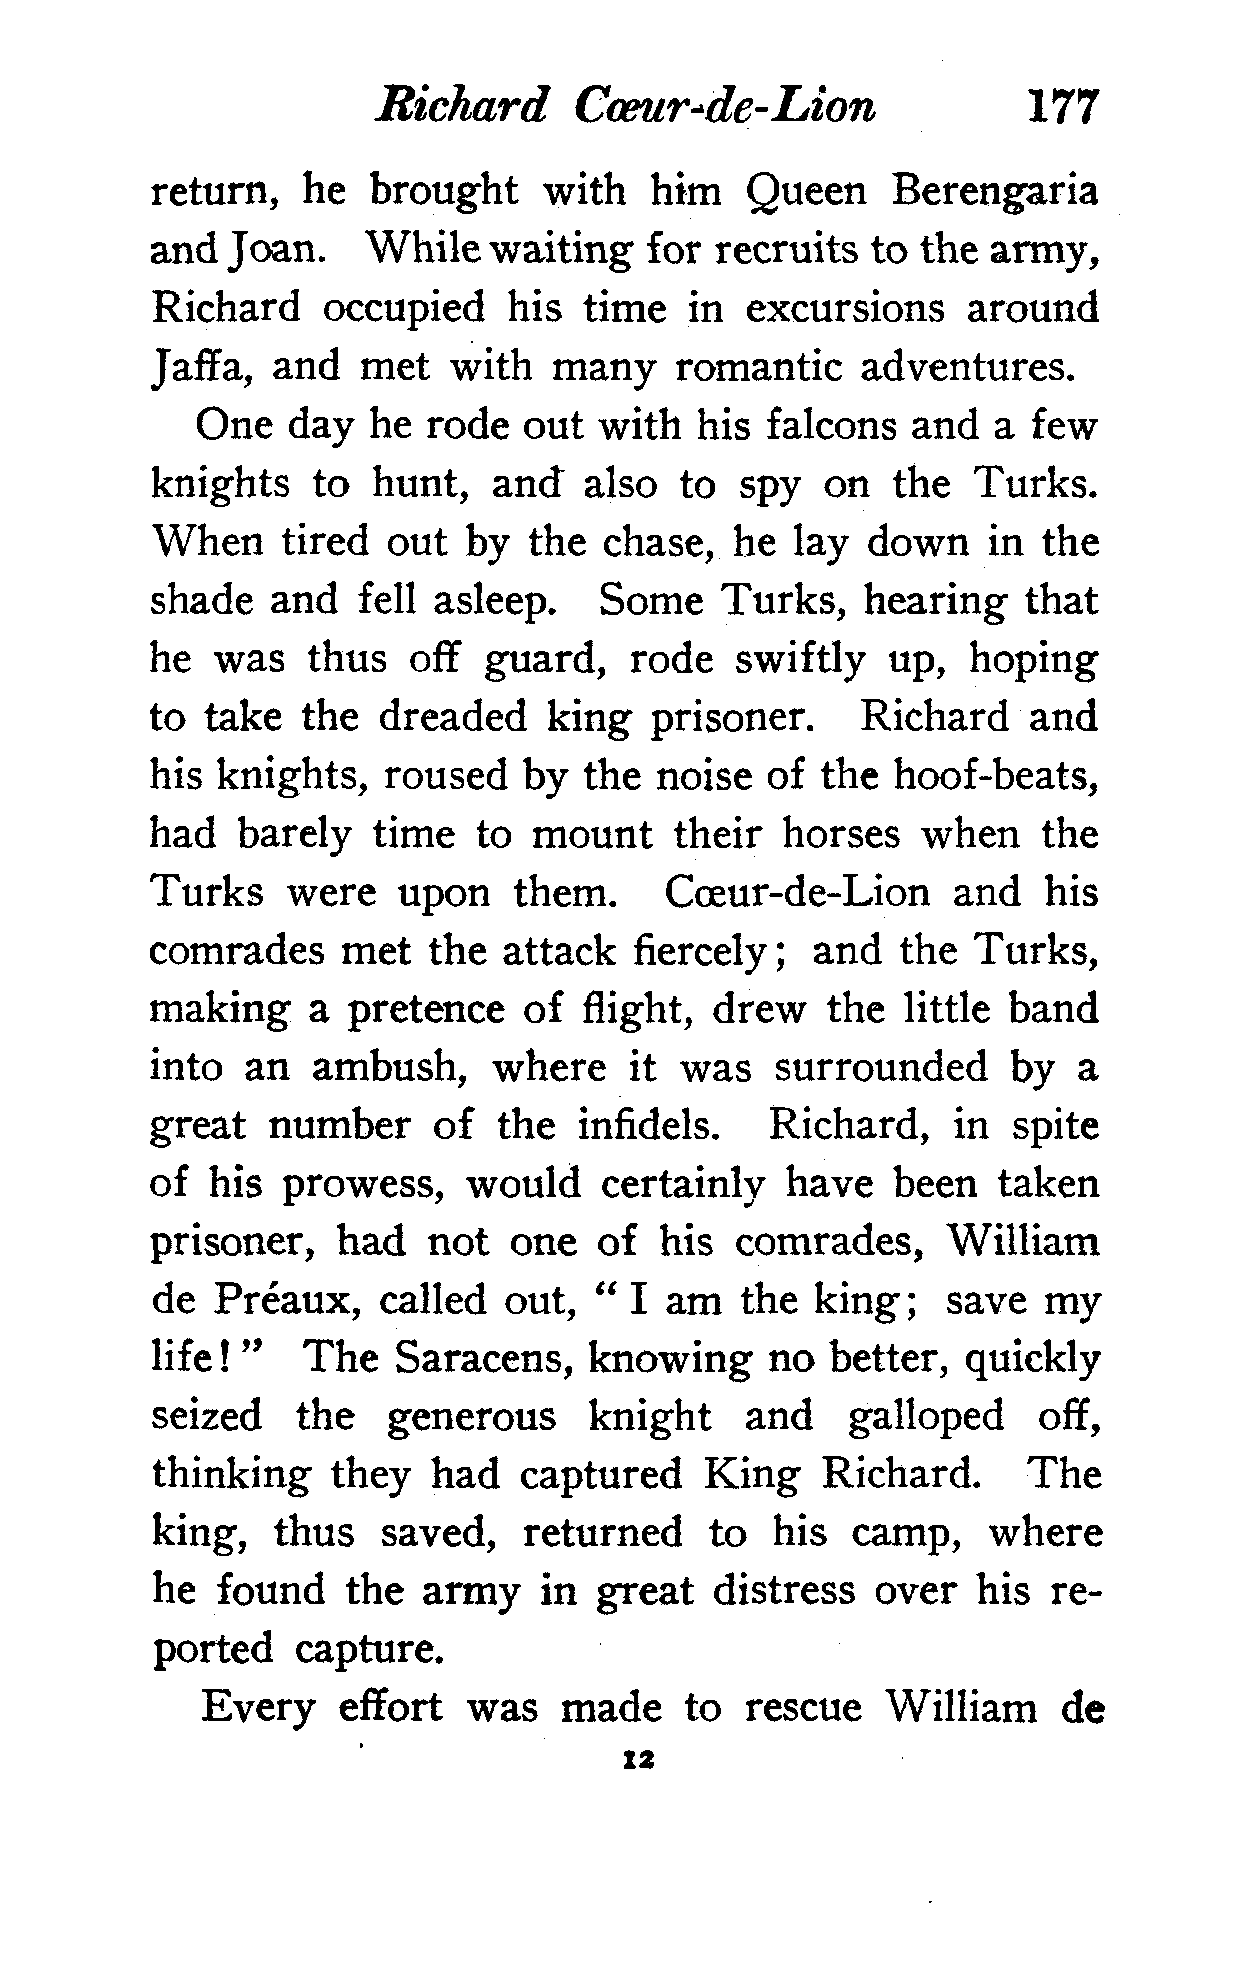 Richard Cœur-de-Lion 177
return, he brought with him Queen Berengaria
and Joan. While waiting for recruits to the army,
Richard occupied his time in excursions around
Jaffa, and met with many romantic adventures.
One day he rode out with his falcons and a few
knights to hunt, and also to spy on the Turks.
When tired out by the chase, he lay down in the
shade and fell asleep. Some Turks, hearing that
he was thus off guard, rode swiftly up, hoping
to take the dreaded king prisoner. Richard and
his knights, roused by the noise of the hoof-beats,
had barely time to mount their horses when the
Turks were upon them. Cœur-de-Lion and his
comrades met the attack fiercely; and the Turks,
making a pretence of flight, drew the little band
into an ambush, where it was surrounded by a
great number of the infidels. Richard, in spite
of his prowess, would certainly have been taken
prisoner, had not one of his comrades, William
de Préaux, called out, “ I am the king; save my
life! ” The Saracens, knowing no better, quickly
seized the generous knight and galloped off,
thinking they had captured King Richard. The
king, thus saved, returned to his camp, where
he found the army in great distress over his re-
ported capture.
Every effort was made to rescue William de
12